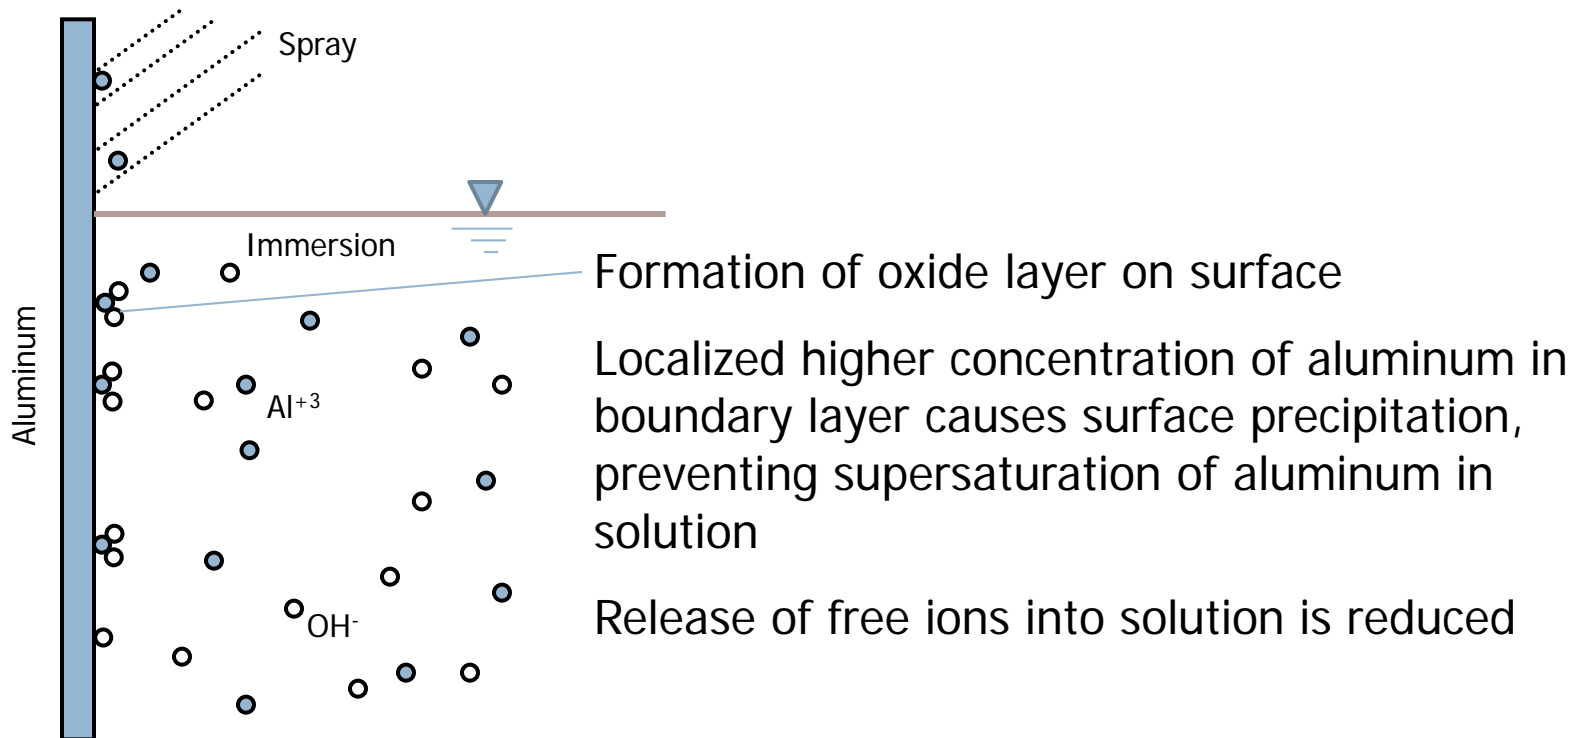 Spray
Immersion
Aluminum
Al+3
OH-
Formation of oxide layer on surface
Localized higher concentration of aluminum in
boundary layer causes surface precipitation,
preventing supersaturation of aluminum in
solution
Release of free ions into solution is reduced